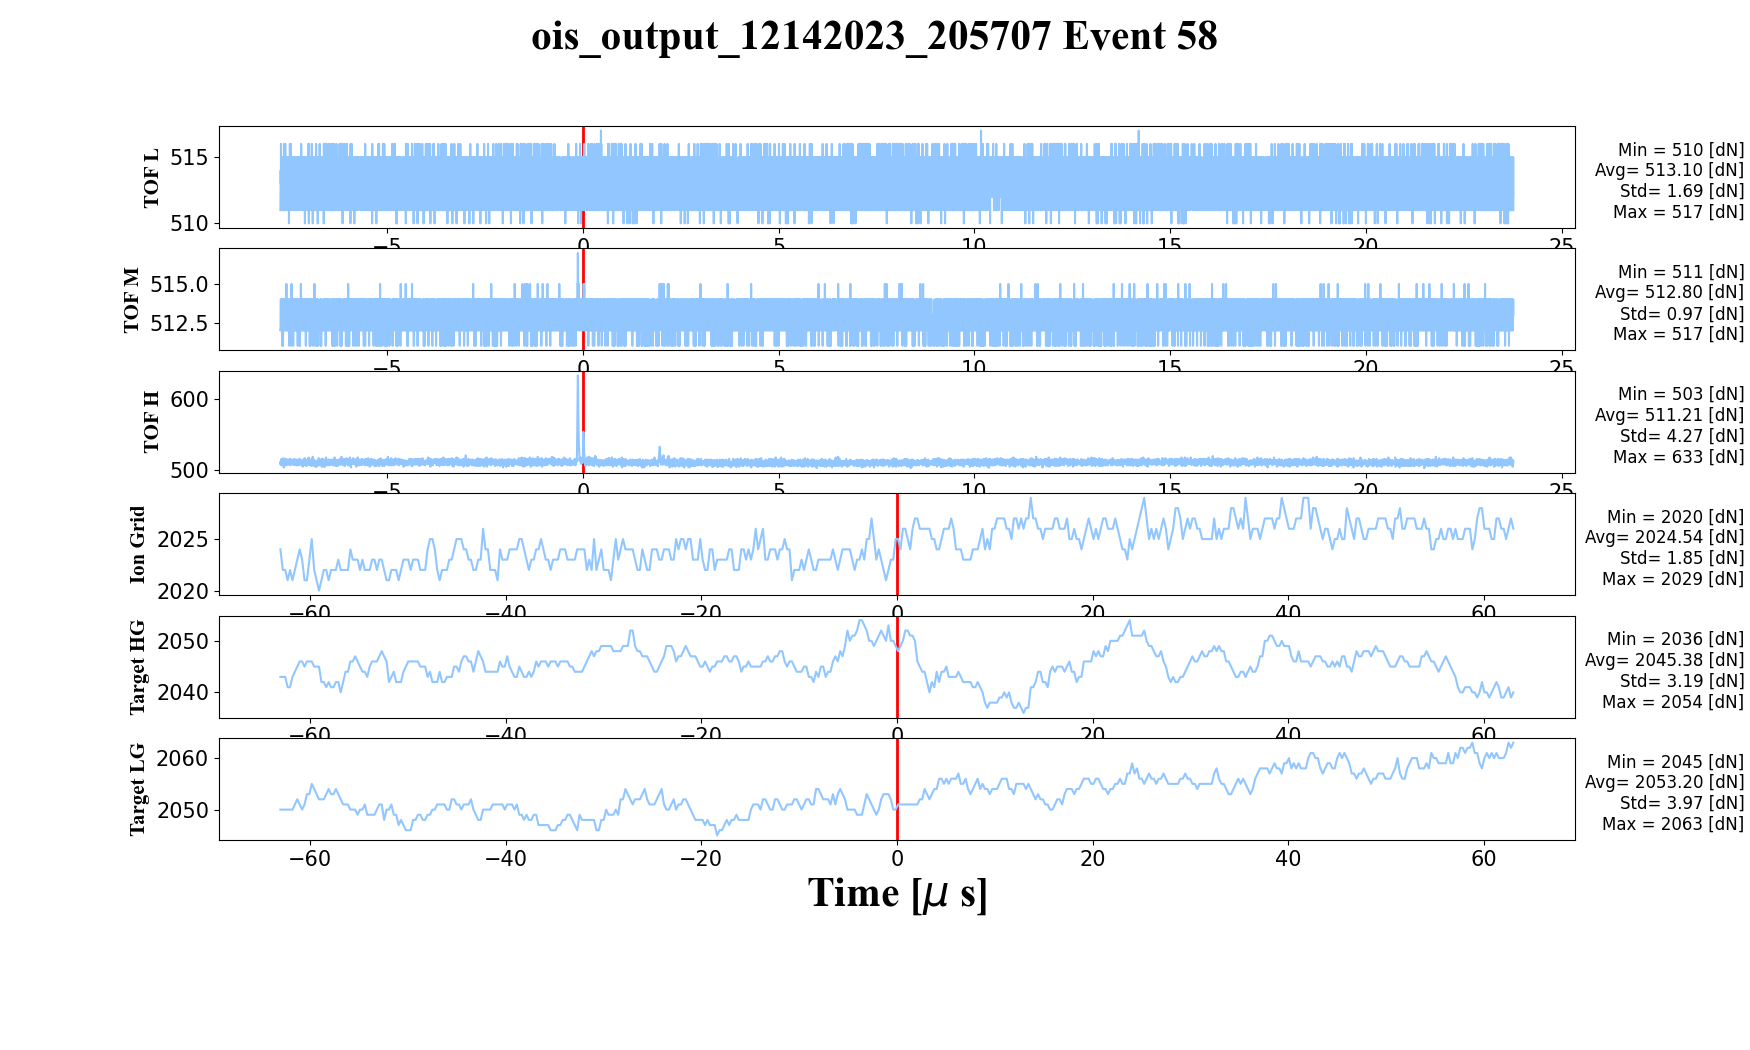 ois_output_12142023_205707 Event 58
TOF L
515
510
−5 0 5 10 15 20 25
Min = 510 [dN]
Avg= 513.10 [dN]
Std= 1.69 [dN]
Max = 517 [dN]
TOF M
515.0
512.5
−5 0 5 10 15 20 25
Min = 511 [dN]
Avg= 512.80 [dN]
Std= 0.97 [dN]
Max = 517 [dN]
TOF H
600
500
−5 0 5 10 15 20 25
Min = 503 [dN]
Avg= 511.21 [dN]
Std= 4.27 [dN]
Max = 633 [dN]
Ion Grid
2025
2020
−60 −40 −20 0 20 40 60
Min = 2020 [dN]
Avg= 2024.54 [dN]
Std= 1.85 [dN]
Max = 2029 [dN]
Target HG
2050
2040
−60 −40 −20 0 20 40 60
Min = 2036 [dN]
Avg= 2045.38 [dN]
Std= 3.19 [dN]
Max = 2054 [dN]
Target LG
2060
2050
−60 −40 −20 0 20 40 60
Min = 2045 [dN]
Avg= 2053.20 [dN]
Std= 3.97 [dN]
Max = 2063 [dN]
Time [μ s]